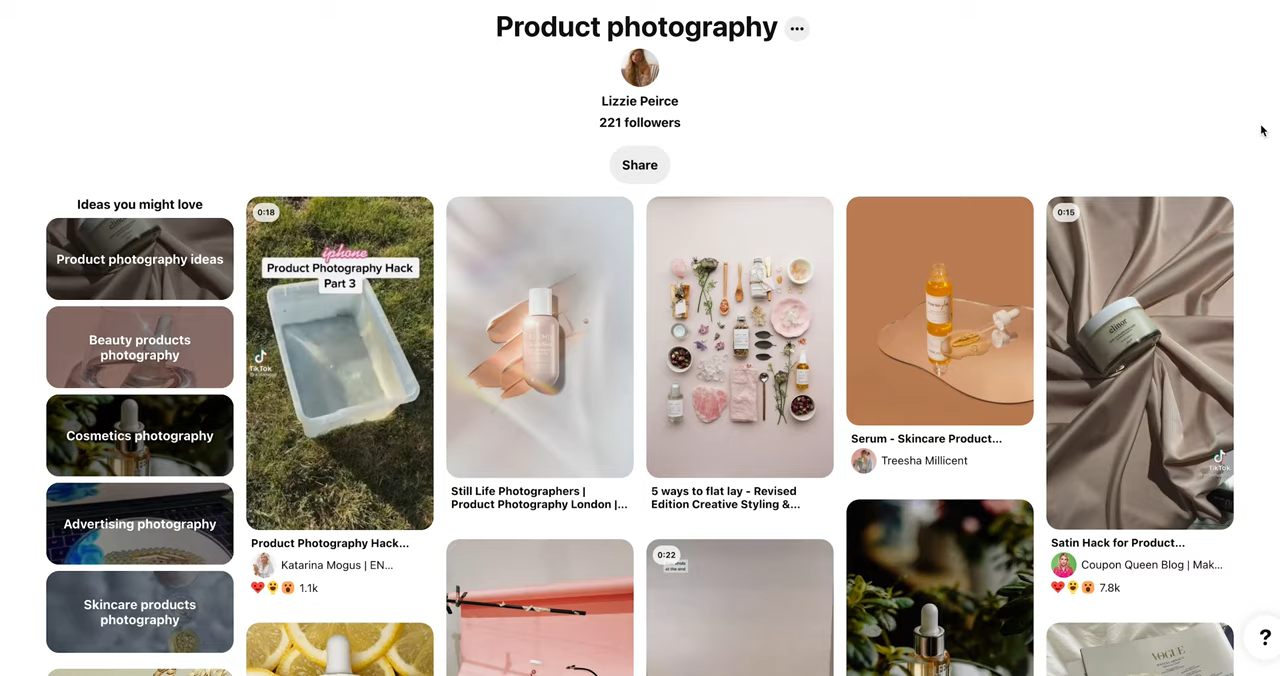 Product photography
Lizzie Peirce
221 followers
Share
Ideas you might love
Product photography ideas
Beauty products
photography
Cosmetics photography
Advertising photography
Skincare products
photography
0:18
iphone
Product Photography Hack
Part 3
TikTok
Product Photography Hack...
Katarina Mogus | EN...
1.1k
Still Life Photographers |
Product Photography London |...
5 ways to flat lay - Revised
Edition Creative Styling &...
0:22
at the end
Serum - Skincare Product...
Treesha Millicent
0:15
elinor
TikTok
Satin Hack for Product...
Coupon Queen Blog | Mak...
7.8k
VOGUE
?